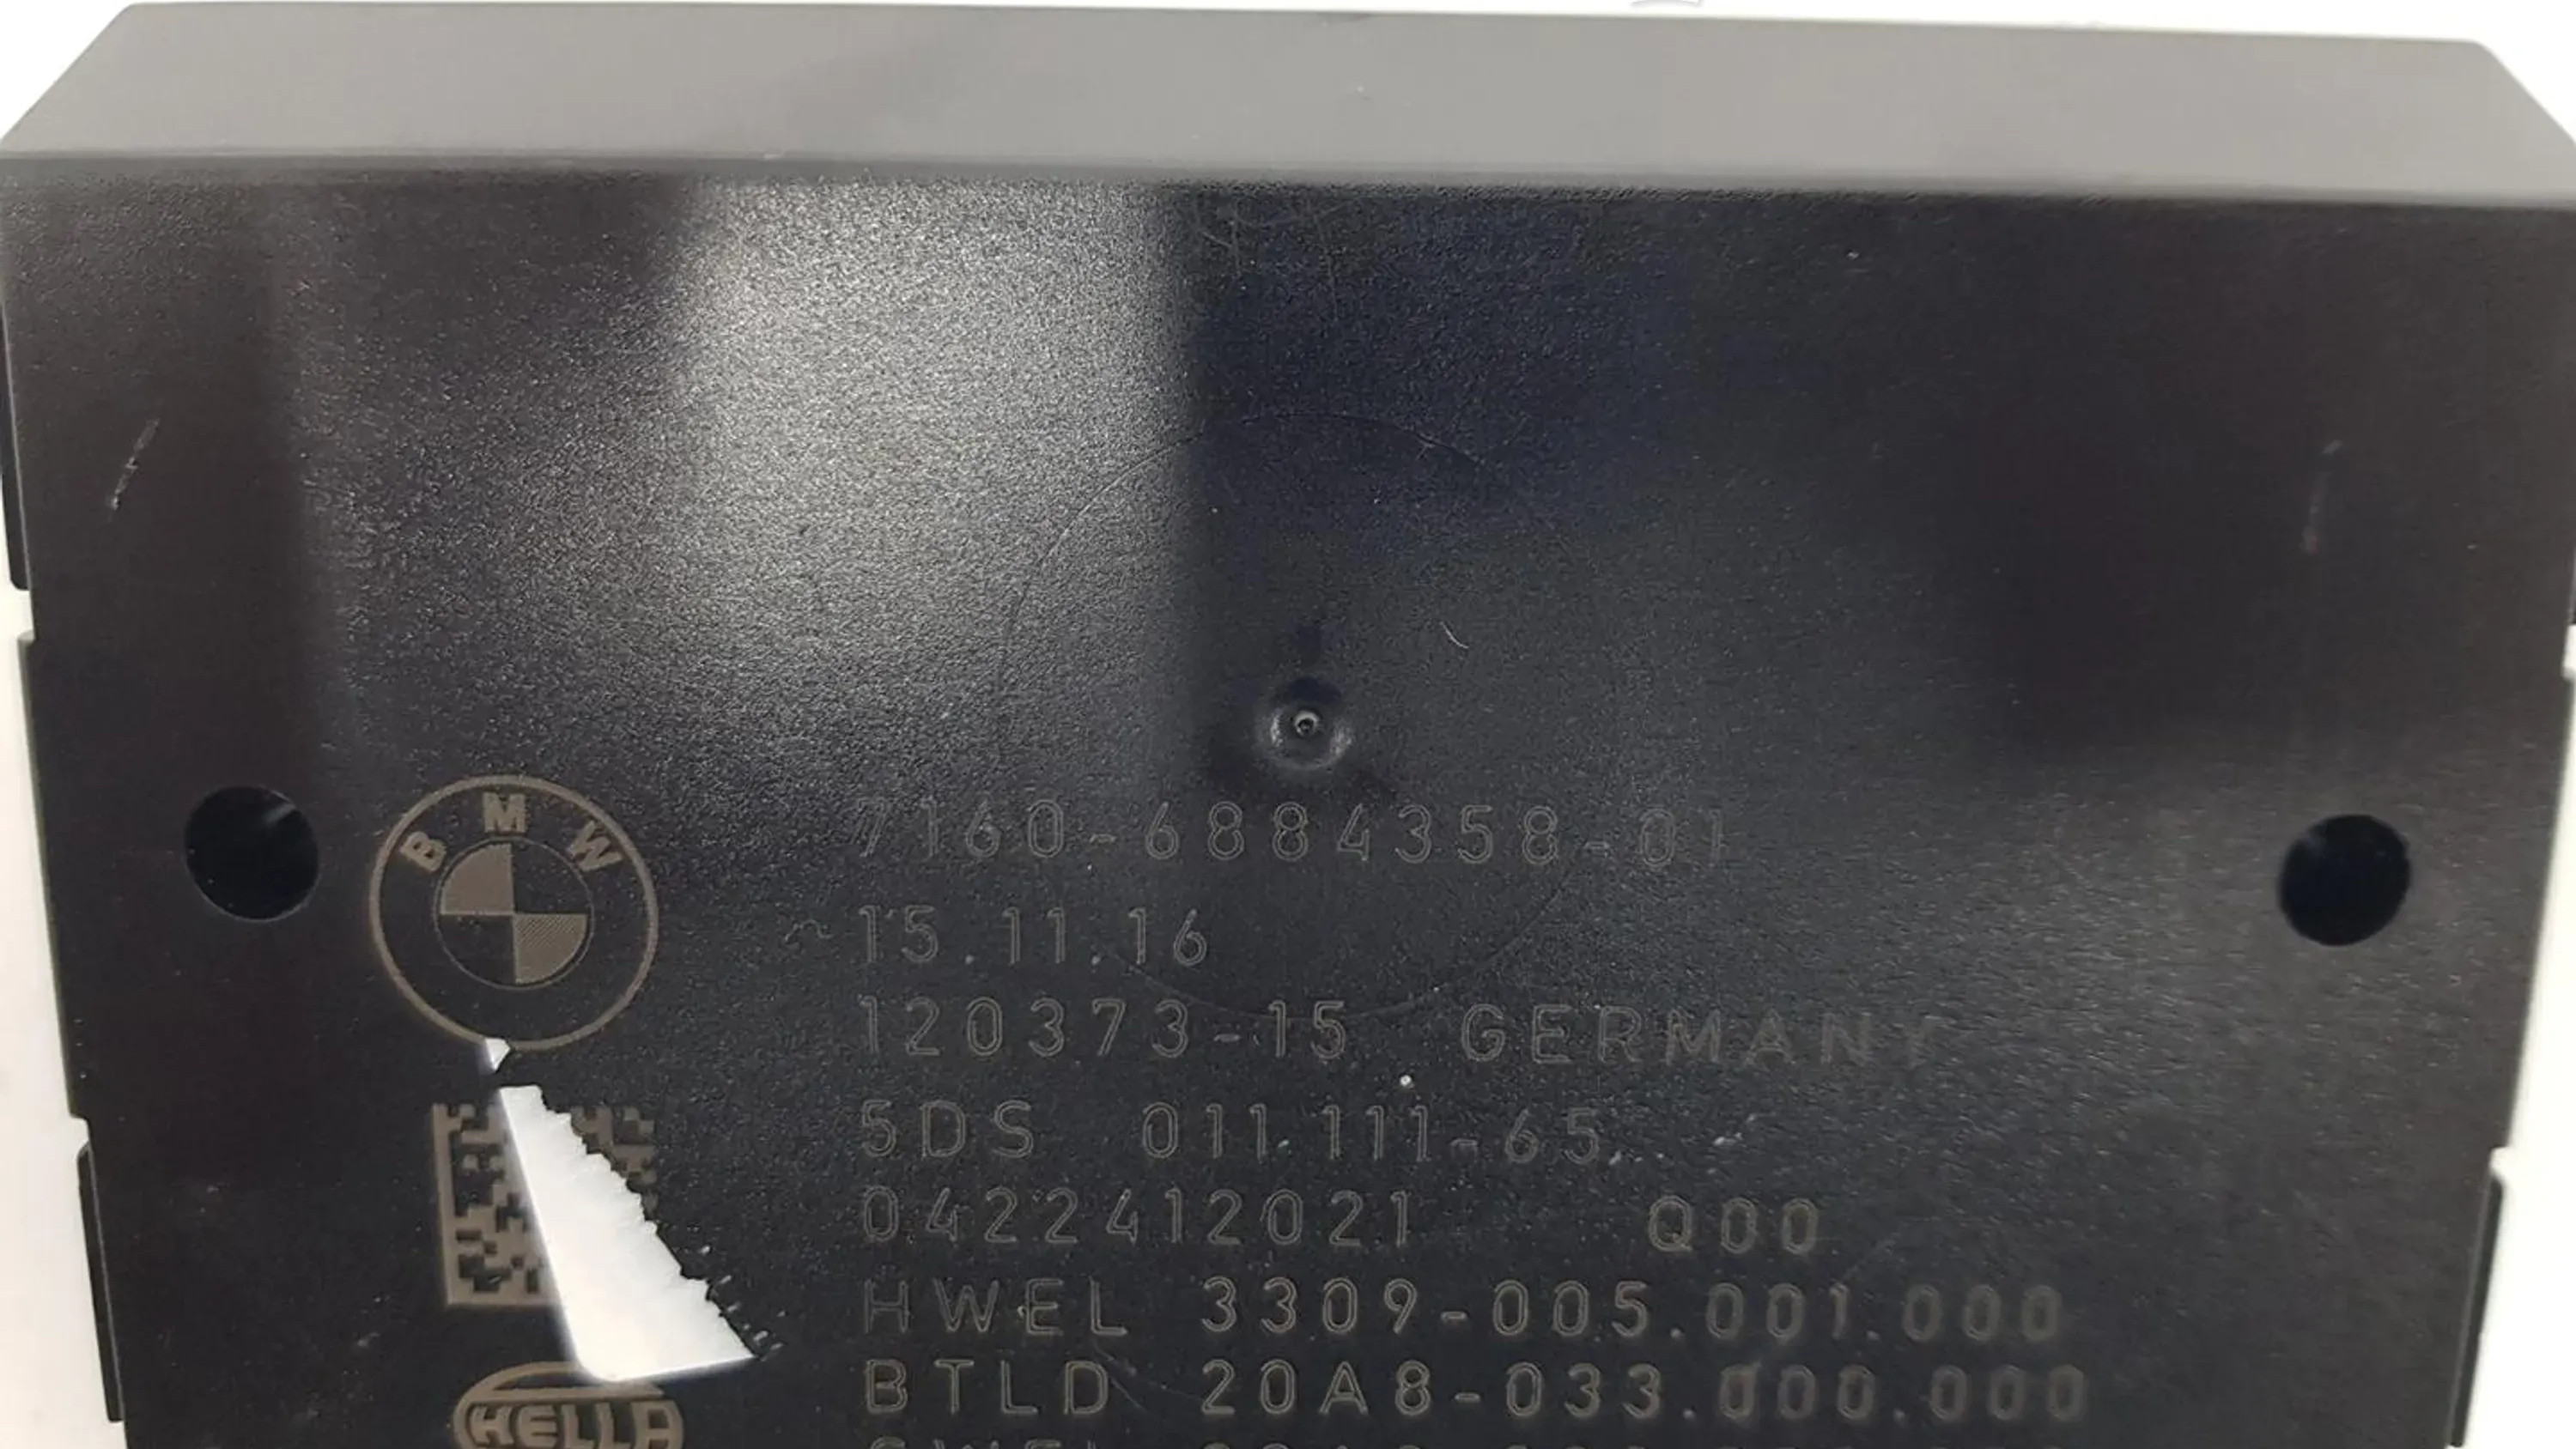 BMW
7160-6884358-01
15.11.16
120373-15 GERMANY
5DS 011.111-65
0422412021 Q00
HWEL 3309-005.001.000
BTLD 20A8-033.000.000
HELLA